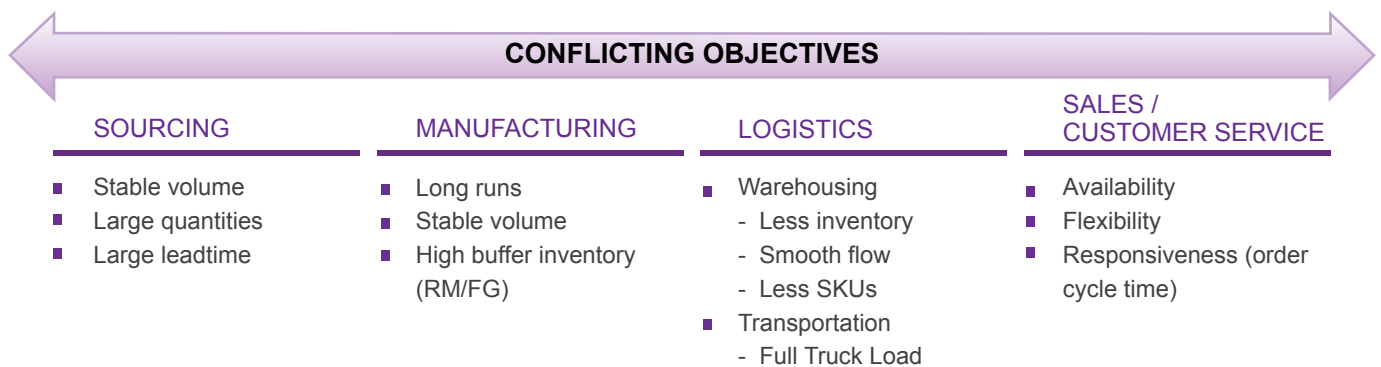 CONFLICTING OBJECTIVES
SOURCING
Stable volume
Large quantities
Large leadtime
MANUFACTURING
Long runs
Stable volume
High buffer inventory
(RM/FG)
LOGISTICS
Warehousing
- Less inventory
- Smooth flow
- Less SKUs
Transportation
- Full Truck Load
SALES /
CUSTOMER SERVICE
Availability
Flexibility
Responsiveness (order
cycle time)